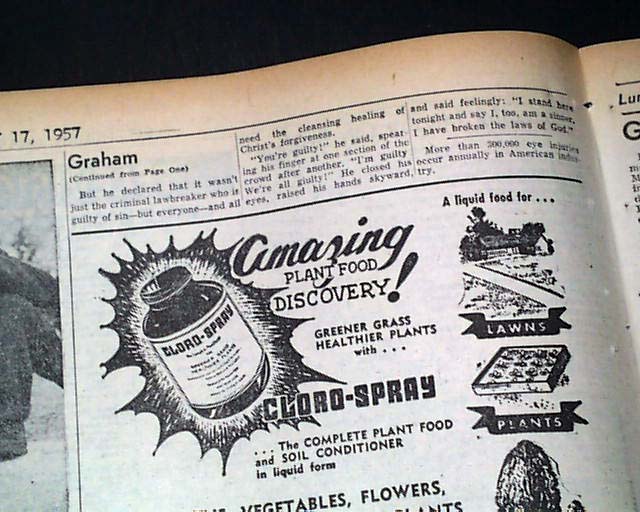 17, 1957
Graham
(Continued from Page One)
But he declared that it wasn't
just the criminal lawbreaker who is
guilty of sin—but everyone—and all
need the cleansing healing of
Christ's forgiveness.
"You're guilty!" he said, spear-
ing his finger at one section of the
crowd after another. "I'm guilty
We're all guilty!" He closed his
eyes, raised his hands skyward,
and said feelingly: "I stand here
tonight and say I, too, am a sinner,
I have broken the laws of God."
More than 300,000 eye injuries
occur annually in American indus-
try.
Lu
G
Amazing
PLANT FOOD
DISCOVERY!
GREENER GRASS
HEALTHIER PLANTS
with . . .
CLORO-SPRAY
CLORO-SPRAY
. . . The COMPLETE PLANT FOOD
and SOIL CONDITIONER
in liquid form
A liquid food for . . .
LAWNS
PLANTS
VEGETABLES, FLOWERS,
PLANTS